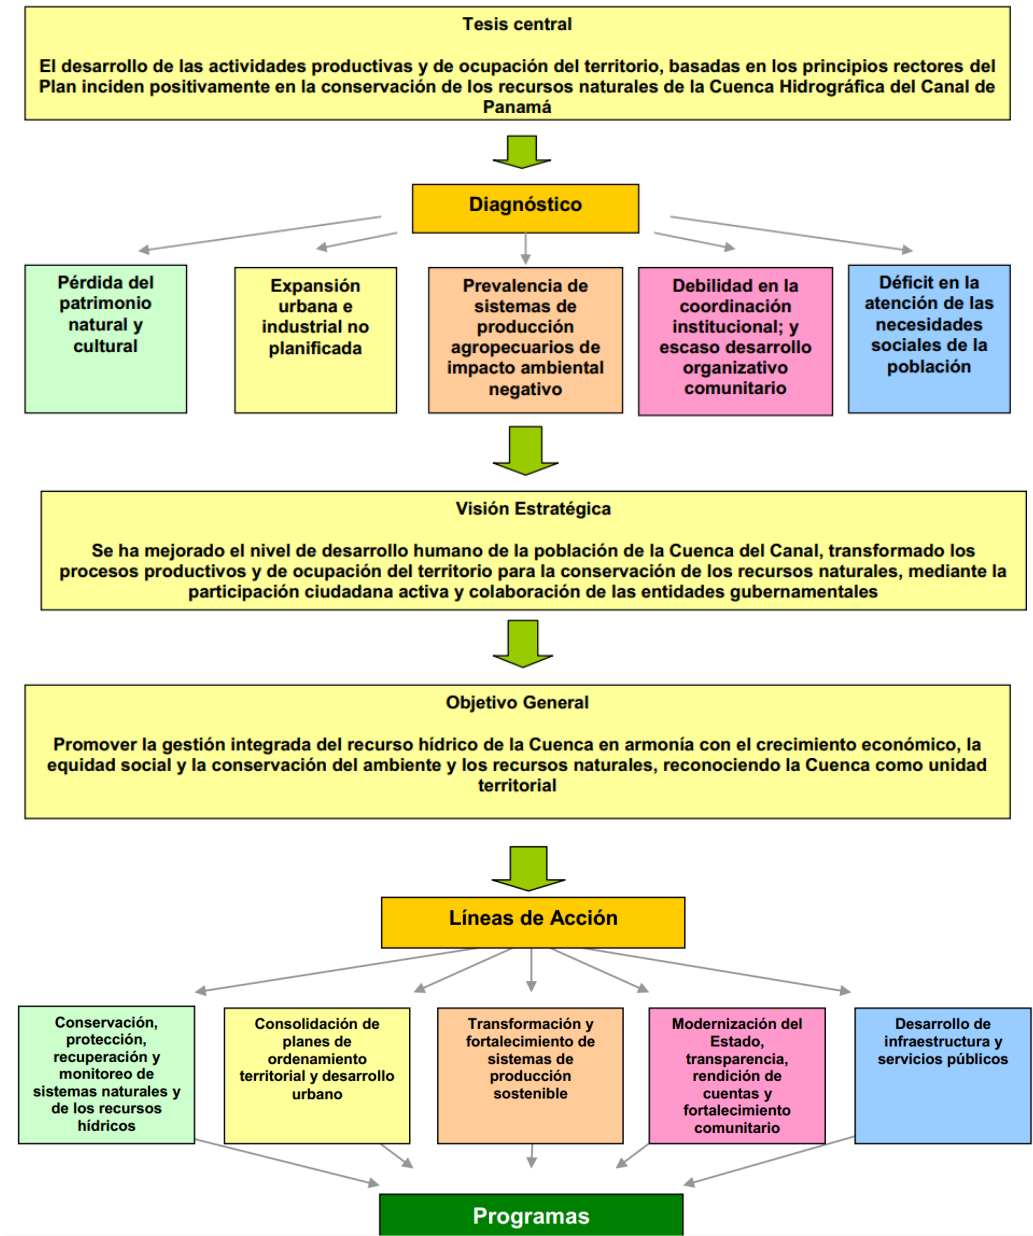 Tesis central
El desarrollo de las actividades productivas y de ocupación del territorio, basadas en los principios rectores del
Plan inciden positivamente en la conservación de los recursos naturales de la Cuenca Hidrográfica del Canal de
Panamá
Diagnóstico
Pérdida del
patrimonio
natural y
cultural
Expansión
urbana e
industrial no
planificada
Prevalencia de
sistemas de
producción
agropecuarios de
impacto ambiental
negativo
Debilidad en la
coordinación
institucional; y
escaso desarrollo
organizativo
comunitario
Déficit en la
atención de las
necesidades
sociales de la
población
Visión Estratégica
Se ha mejorado el nivel de desarrollo humano de la población de la Cuenca del Canal, transformado los
procesos productivos y de ocupación del territorio para la conservación de los recursos naturales, mediante la
participación ciudadana activa y colaboración de las entidades gubernamentales
Objetivo General
Promover la gestión integrada del recurso hídrico de la Cuenca en armonía con el crecimiento económico, la
equidad social y la conservación del ambiente y los recursos naturales, reconociendo la Cuenca como unidad
territorial
Líneas de Acción
Conservación,
protección,
recuperación y
monitoreo de
sistemas naturales y
de los recursos
hídricos
Consolidación de
planes de
ordenamiento
territorial y desarrollo
urbano
Transformación y
fortalecimiento de
sistemas de
producción
sostenible
Modernización del
Estado,
transparencia,
rendición de
cuentas y
fortalecimiento
comunitario
Desarrollo de
infraestructura y
servicios públicos
Programas